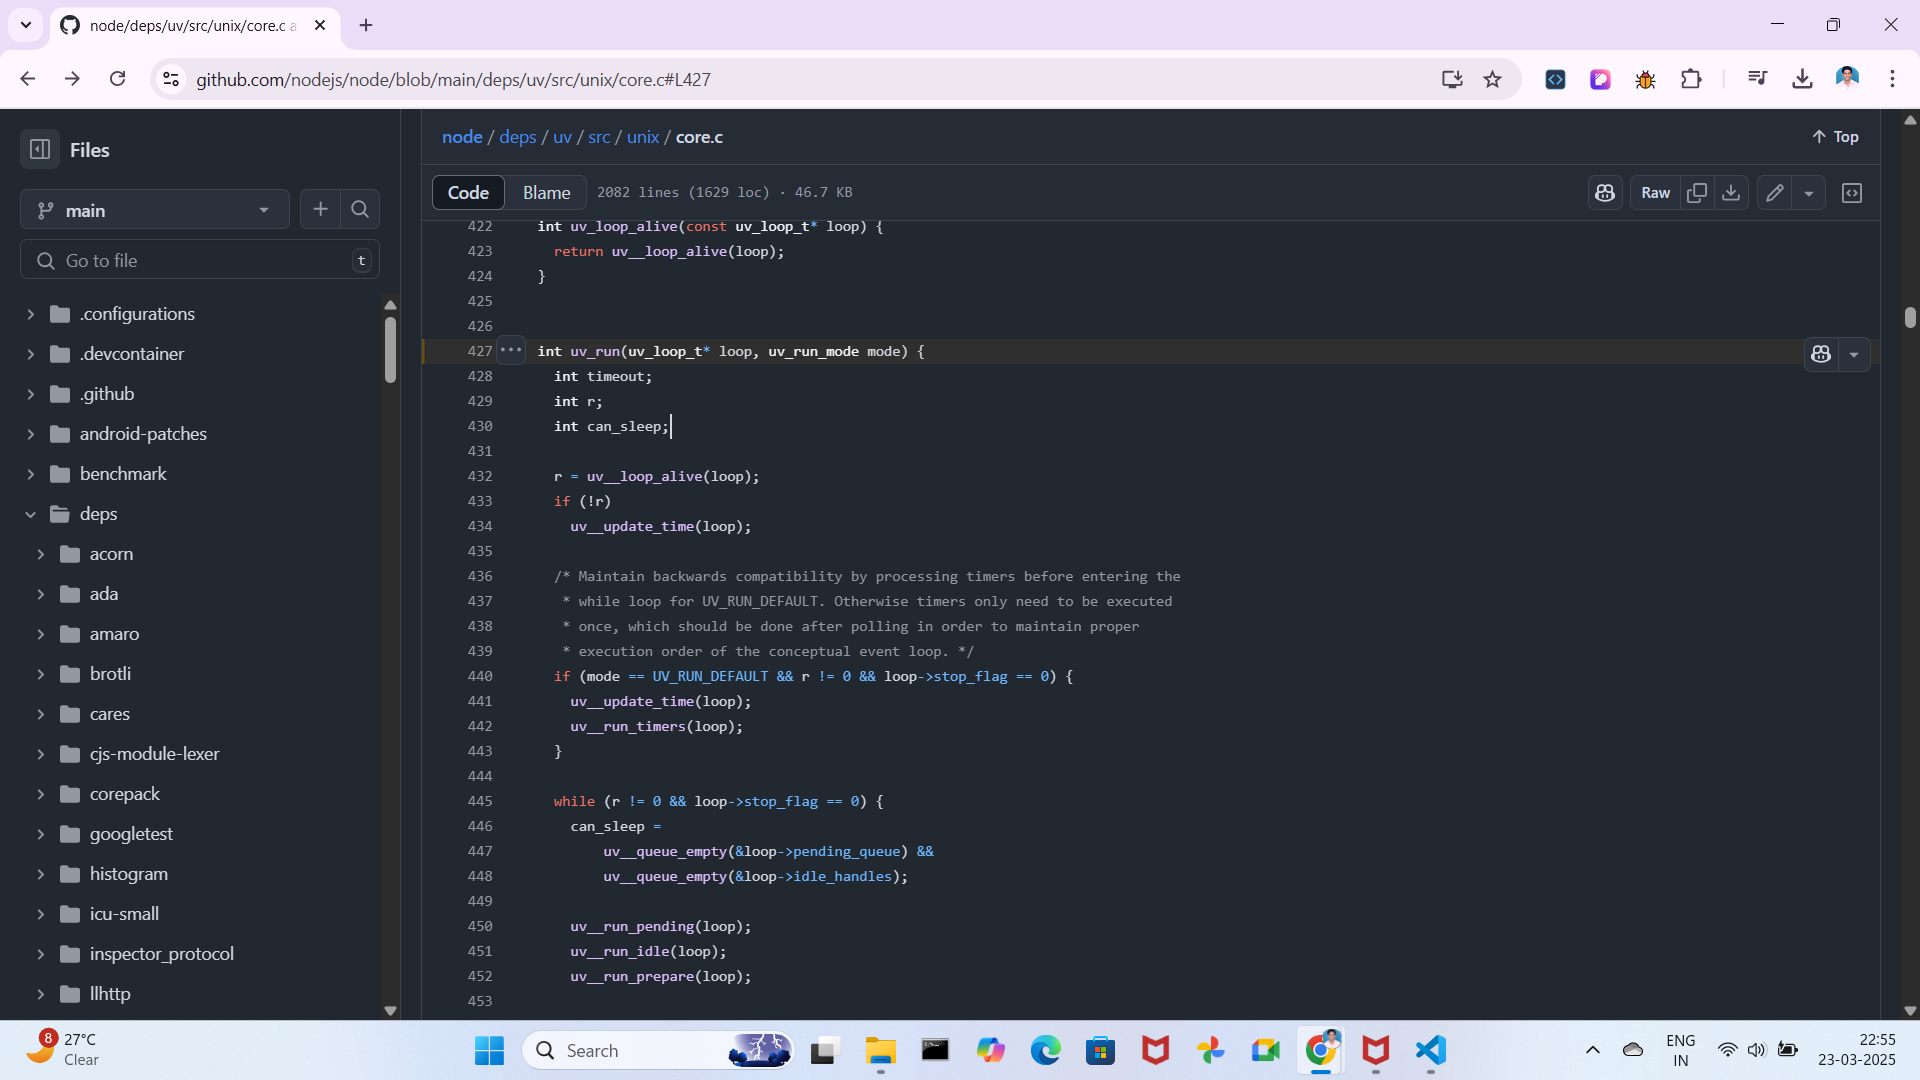 node/deps/uv/src/unix/core.c a
github.com/nodejs/node/blob/main/deps/uv/src/unix/core.c#L427
Files
main
Go to file
t
.configurations
.devcontainer
.github
android-patches
benchmark
deps
acorn
ada
amaro
brotli
cares
cjs-module-lexer
corepack
googletest
histogram
icu-small
inspector_protocol
llhttp
node / deps / uv / src / unix / core.c
Top
Code
Blame
2082 lines (1629 loc) · 46.7 KB
Raw
422 int uv_loop_alive(const uv_loop_t* loop) {
423 return uv__loop_alive(loop);
424 }
425
426
427 int uv_run(uv_loop_t* loop, uv_run_mode mode) {
428 int timeout;
429 int r;
430 int can_sleep;
431
432 r = uv__loop_alive(loop);
433 if (!r)
434 uv__update_time(loop);
435
436 /* Maintain backwards compatibility by processing timers before entering the
437 * while loop for UV_RUN_DEFAULT. Otherwise timers only need to be executed
438 * once, which should be done after polling in order to maintain proper
439 * execution order of the conceptual event loop. */
440 if (mode == UV_RUN_DEFAULT && r != 0 && loop->stop_flag == 0) {
441 uv__update_time(loop);
442 uv__run_timers(loop);
443 }
444
445 while (r != 0 && loop->stop_flag == 0) {
446 can_sleep =
447 uv__queue_empty(&loop->pending_queue) &&
448 uv__queue_empty(&loop->idle_handles);
449
450 uv__run_pending(loop);
451 uv__run_idle(loop);
452 uv__run_prepare(loop);
453
8
27°C
Clear
Search
ENG
IN
22:55
23-03-2025